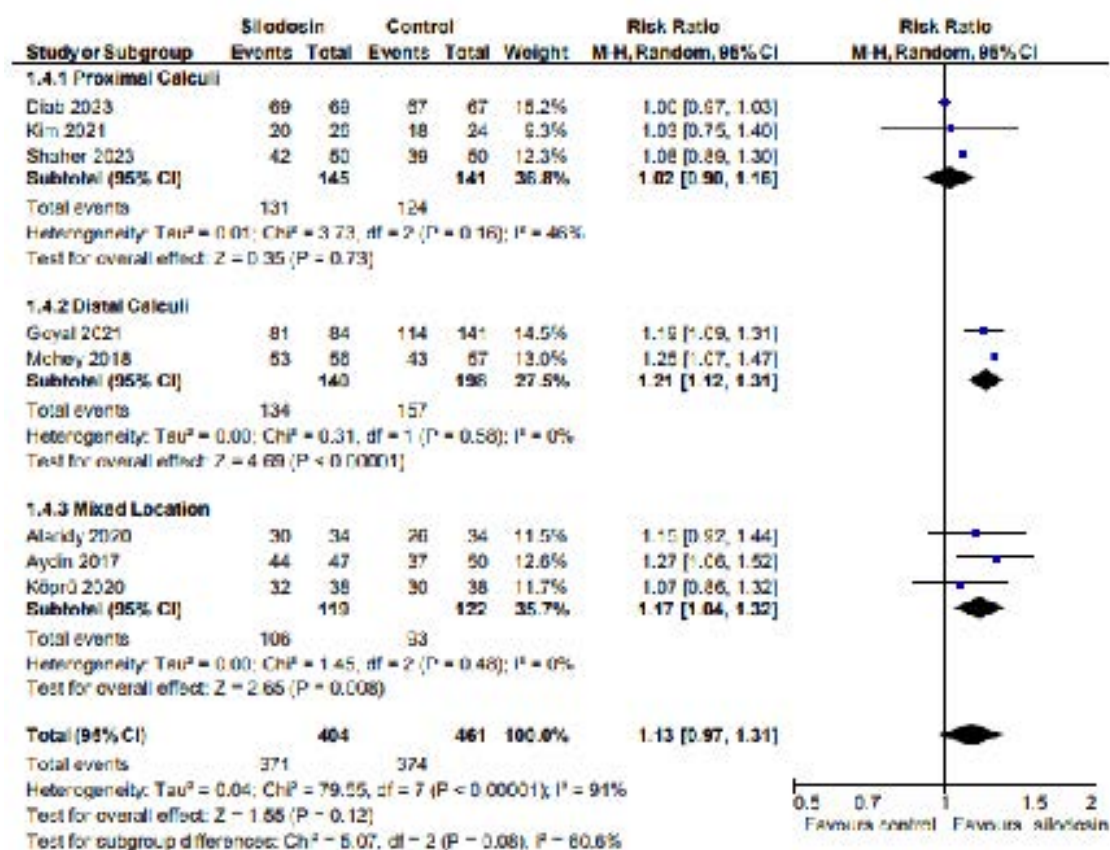 Silodosin Control Risk Ratio Risk Ratio
Study or Subgroup Events Total Events Total Weight M-H, Random, 95% CI M-H, Random, 95% CI
1.4.1 Proximal Calculi
Diab 2023 69 69 67 67 15.2% 1.00 [0.97, 1.03]
Kim 2021 20 26 18 24 9.3% 1.03 [0.75, 1.40]
Shaher 2023 42 50 39 50 12.3% 1.08 [0.89, 1.30]
Subtotal (95% CI) 145 141 36.8% 1.02 [0.90, 1.16]
Total events 131 124
Heterogeneity: Tau² = 0.01; Chi² = 3.73, df = 2 (P = 0.16); I² = 46%
Test for overall effect: Z = 0.35 (P = 0.73)
1.4.2 Distal Calculi
Goyal 2021 81 84 114 141 14.5% 1.19 [1.09, 1.31]
Mohey 2018 53 56 43 57 13.0% 1.25 [1.07, 1.47]
Subtotal (95% CI) 140 198 27.5% 1.21 [1.12, 1.31]
Total events 134 157
Heterogeneity: Tau² = 0.00; Chi² = 0.31, df = 1 (P = 0.58); I² = 0%
Test for overall effect: Z = 4.69 (P < 0.00001)
1.4.3 Mixed Location
2020 30 34 26 34 11.5% 1.15 [0.92, 1.44]
Aydin 2017 44 47 37 50 12.6% 1.27 [1.06, 1.52]
Köprü 2020 32 38 30 38 11.7% 1.07 [0.86, 1.32]
Subtotal (95% CI) 119 122 35.7% 1.17 [1.04, 1.32]
Total events 106 93
Heterogeneity: Tau² = 0.00; Chi² = 1.45, df = 2 (P = 0.48); I² = 0%
Test for overall effect: Z = 2.65 (P = 0.008)
Total (95% CI) 404 461 100.0% 1.13 [0.97, 1.31]
Total events 371 374
Heterogeneity: Tau² = 0.04; Chi² = 79.55, df = 7 (P < 0.00001); I² = 91%
Test for overall effect: Z = 1.55 (P = 0.12)
Test for subgroup differences: Chi² = 5.07, df = 2 (P = 0.08), I² = 60.6%
0.5 0.7 1 1.5 2
Favours control Favours silodosin